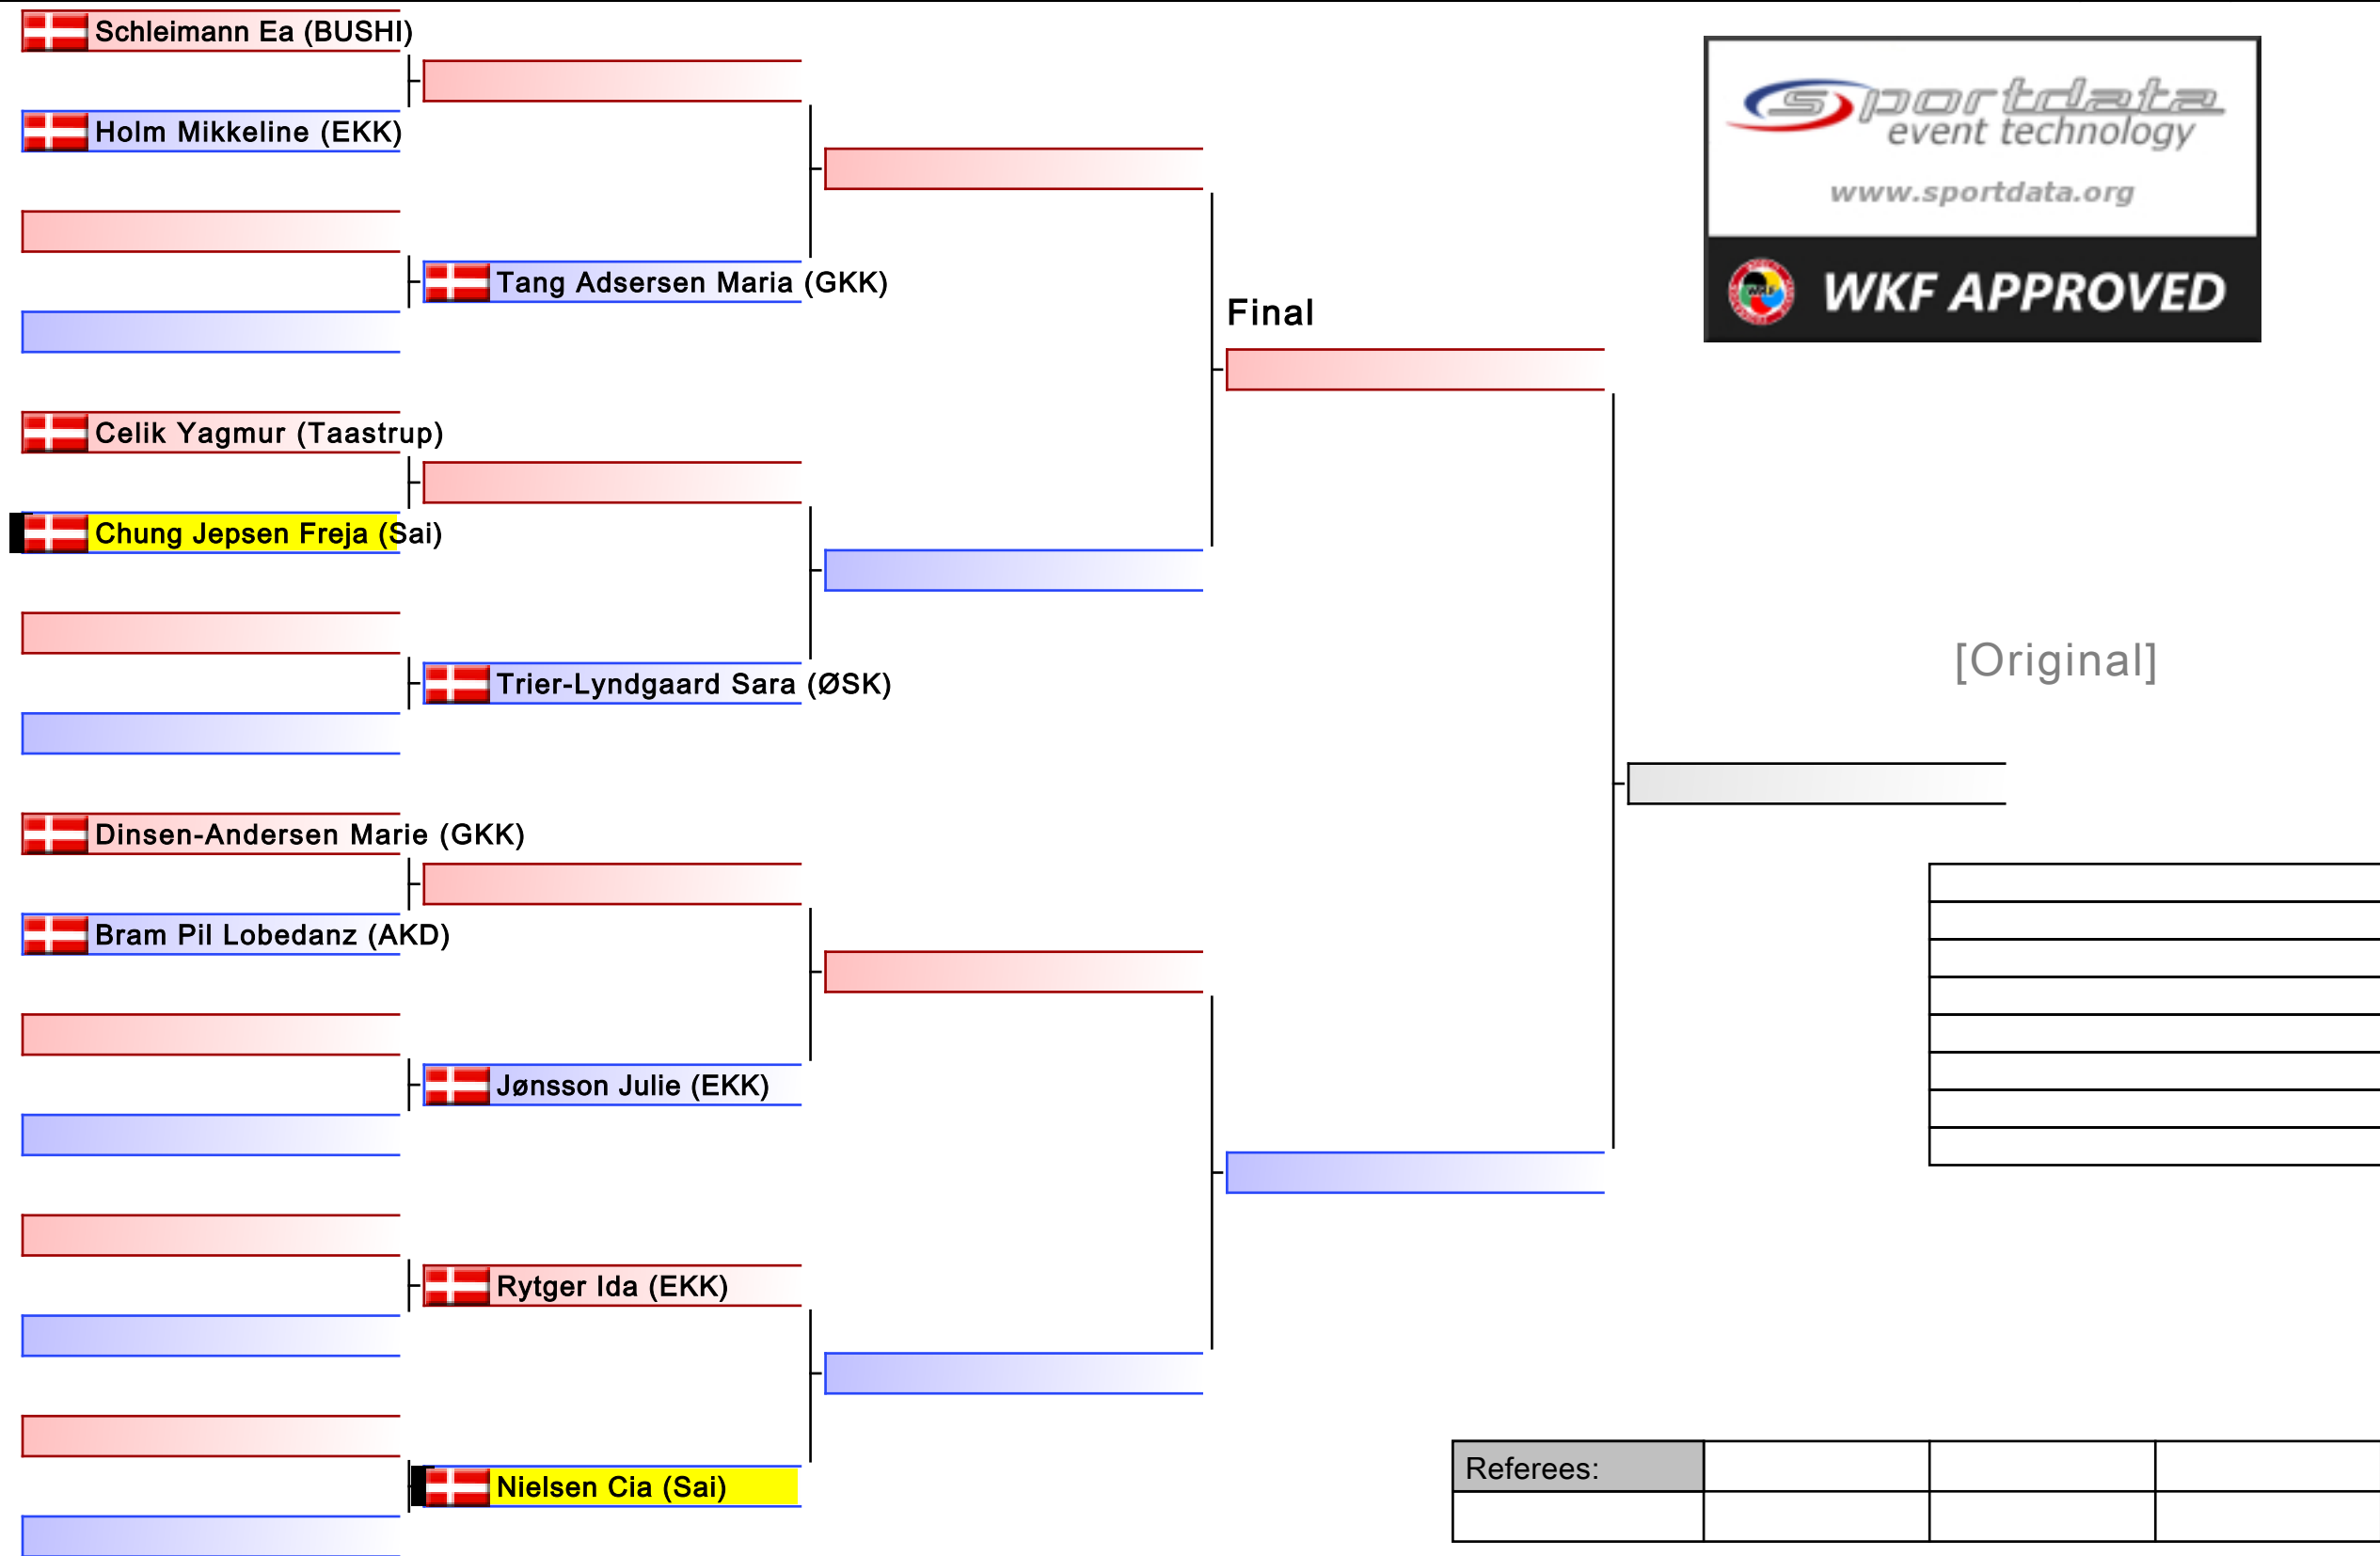 Schleimann Ea (BUSHI)
Holm Mikkeline (EKK)
Tang Adsersen Maria (GKK)
Celik Yagmur (Taastrup)
Chung Jepsen Freja (Sai)
Trier-Lyndgaard Sara (ØSK)
Dinsen-Andersen Marie (GKK)
Bram Pil Lobedanz (AKD)
Jønsson Julie (EKK)
Rytger Ida (EKK)
Nielsen Cia (Sai)
Final
sportdata
event technology
www.sportdata.org
WKF
WKF APPROVED
[Original]
Referees: